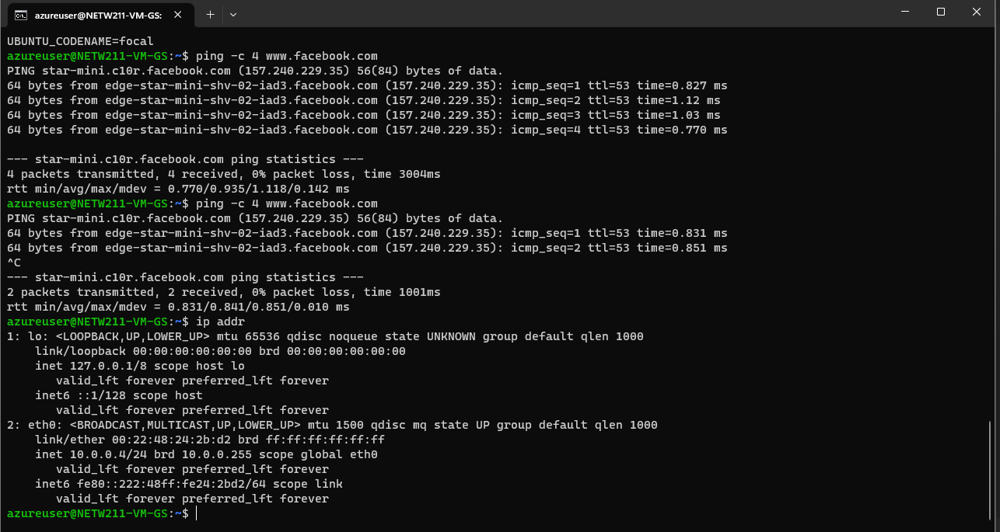 azureuser@NETW211-VM-GS:
UBUNTU_CODENAME=focal
azureuser@NETW211-VM-GS:~$ ping -c 4 www.facebook.com
PING star-mini.c10r.facebook.com (157.240.229.35) 56(84) bytes of data.
64 bytes from edge-star-mini-shv-02-iad3.facebook.com (157.240.229.35): icmp_seq=1 ttl=53 time=0.827 ms
64 bytes from edge-star-mini-shv-02-iad3.facebook.com (157.240.229.35): icmp_seq=2 ttl=53 time=1.12 ms
64 bytes from edge-star-mini-shv-02-iad3.facebook.com (157.240.229.35): icmp_seq=3 ttl=53 time=1.03 ms
64 bytes from edge-star-mini-shv-02-iad3.facebook.com (157.240.229.35): icmp_seq=4 ttl=53 time=0.770 ms

--- star-mini.c10r.facebook.com ping statistics ---
4 packets transmitted, 4 received, 0% packet loss, time 3004ms
rtt min/avg/max/mdev = 0.770/0.935/1.118/0.142 ms
azureuser@NETW211-VM-GS:~$ ping -c 4 www.facebook.com
PING star-mini.c10r.facebook.com (157.240.229.35) 56(84) bytes of data.
64 bytes from edge-star-mini-shv-02-iad3.facebook.com (157.240.229.35): icmp_seq=1 ttl=53 time=0.831 ms
64 bytes from edge-star-mini-shv-02-iad3.facebook.com (157.240.229.35): icmp_seq=2 ttl=53 time=0.851 ms
^C
--- star-mini.c10r.facebook.com ping statistics ---
2 packets transmitted, 2 received, 0% packet loss, time 1001ms
rtt min/avg/max/mdev = 0.831/0.841/0.851/0.010 ms
azureuser@NETW211-VM-GS:~$ ip addr
1: lo: <LOOPBACK,UP,LOWER_UP> mtu 65536 qdisc noqueue state UNKNOWN group default qlen 1000
    link/loopback 00:00:00:00:00:00 brd 00:00:00:00:00:00
    inet 127.0.0.1/8 scope host lo
       valid_lft forever preferred_lft forever
    inet6 ::1/128 scope host
       valid_lft forever preferred_lft forever
2: eth0: <BROADCAST,MULTICAST,UP,LOWER_UP> mtu 1500 qdisc mq state UP group default qlen 1000
    link/ether 00:22:48:24:2b:d2 brd ff:ff:ff:ff:ff:ff
    inet 10.0.0.4/24 brd 10.0.0.255 scope global eth0
       valid_lft forever preferred_lft forever
    inet6 fe80::222:48ff:fe24:2bd2/64 scope link
       valid_lft forever preferred_lft forever
azureuser@NETW211-VM-GS:~$